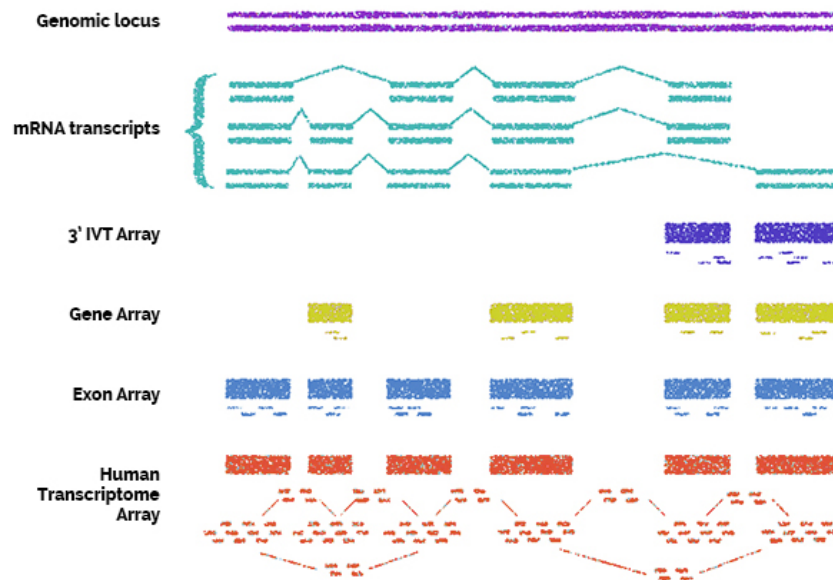 Genomic locus
mRNA transcripts
3' IVT Array
Gene Array
Exon Array
Human
Transcriptome
Array